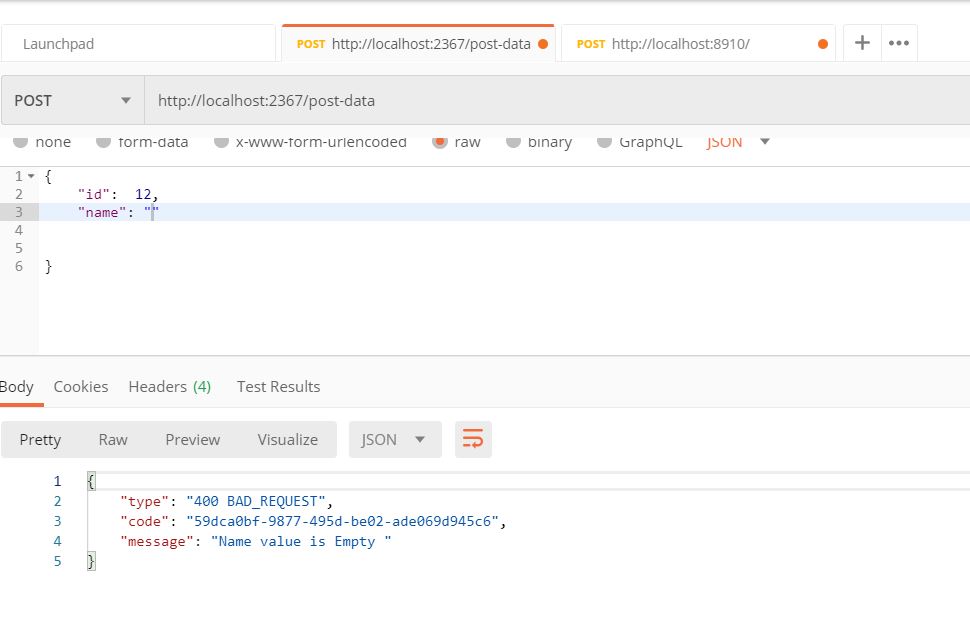 Launchpad POST http://localhost:2367/post-data POST http://localhost:8910/ + •••
POST http://localhost:2367/post-data
none form-data x-www-form-urlencoded raw binary GraphQL JSON
1 {
2 "id":  12,
3 "name": ""
4
5
6 }
Body Cookies Headers (4) Test Results
Pretty Raw Preview Visualize JSON
1 {
2 "type": "400 BAD_REQUEST",
3 "code": "59dca0bf-9877-495d-be02-ade069d945c6",
4 "message": "Name value is Empty "
5 }